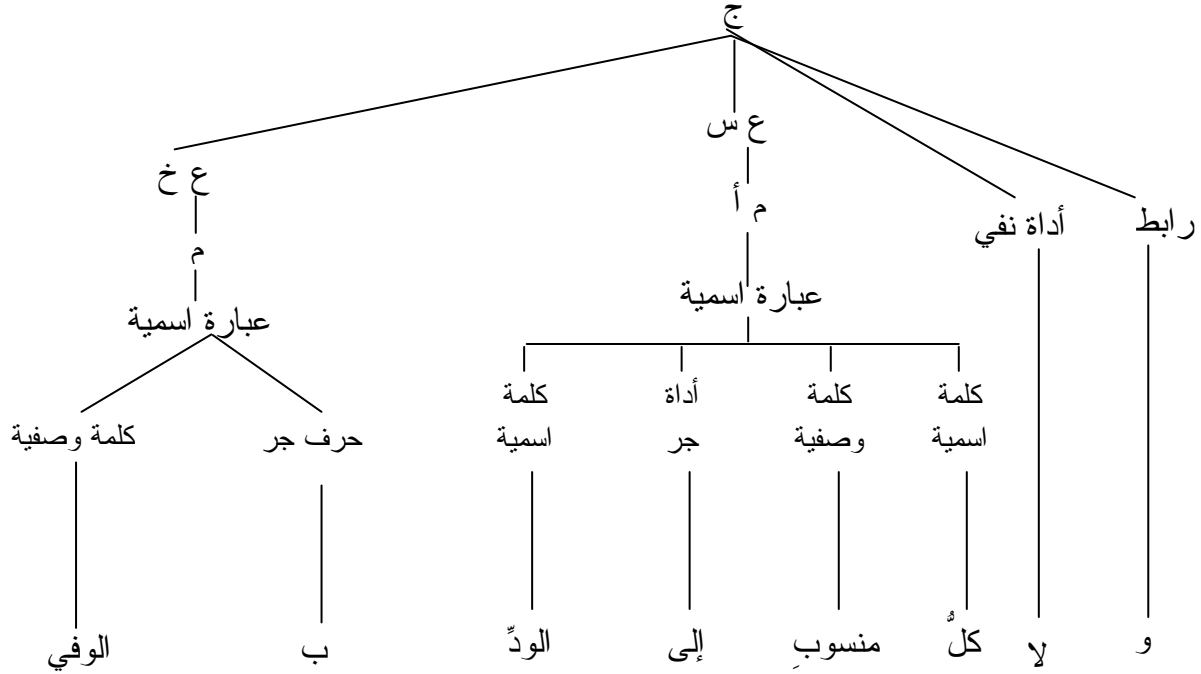 ج
ع س
ع خ
م أ
رابط
أداة نفي
م
عبارة اسمية
عبارة اسمية
كلمة اسمية
كلمة وصفية
أداة جر
كلمة اسمية
حرف جر
كلمة وصفية
و
لا
كلُّ
منسوبِ
إلى
الودِّ
ب
الوفي